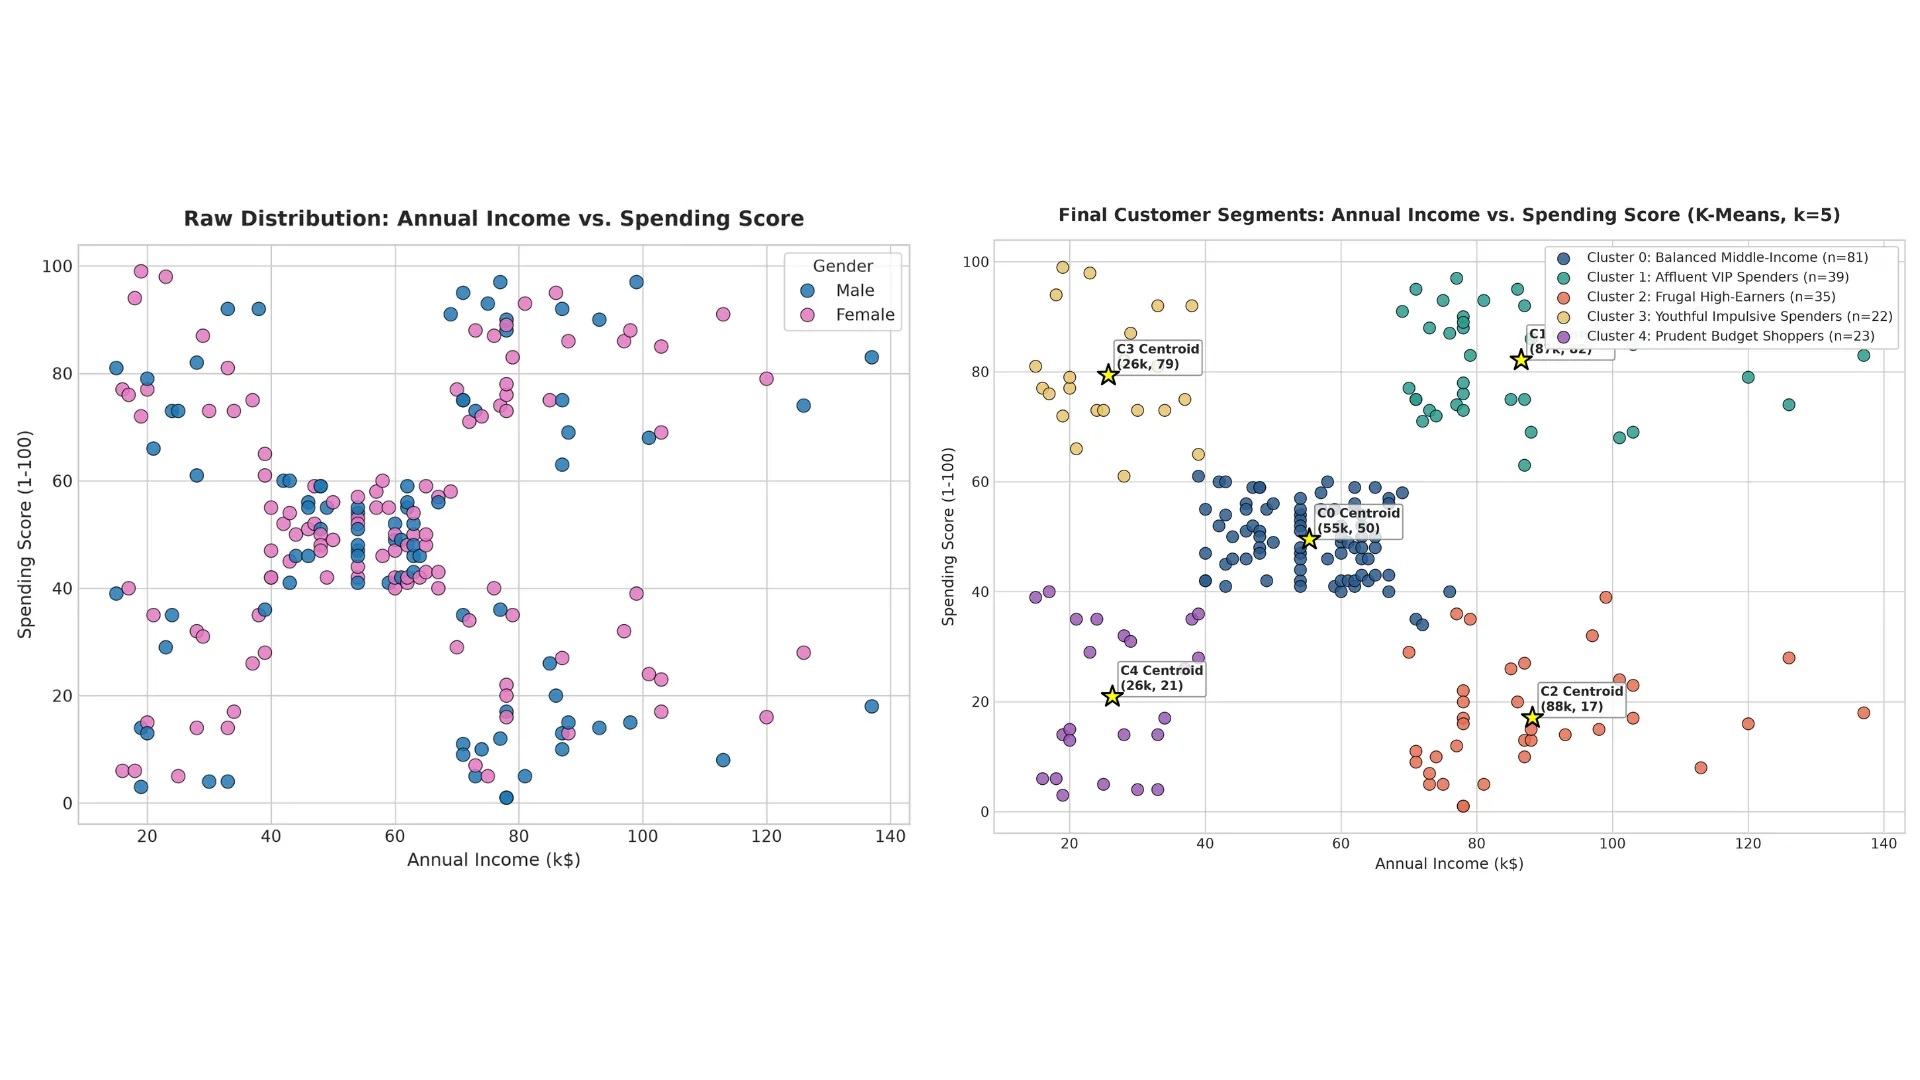 Raw Distribution: Annual Income vs. Spending Score
Gender
Male
Female
100
80
60
40
20
0
Spending Score (1-100)
20 40 60 80 100 120 140
Annual Income (k$)
Final Customer Segments: Annual Income vs. Spending Score (K-Means, k=5)
Cluster 0: Balanced Middle-Income (n=81)
Cluster 1: Affluent VIP Spenders (n=39)
Cluster 2: Frugal High-Earners (n=35)
Cluster 3: Youthful Impulsive Spenders (n=22)
Cluster 4: Prudent Budget Shoppers (n=23)
C1
(87k, 82)
C3 Centroid
(26k, 79)
C0 Centroid
(55k, 50)
C4 Centroid
(26k, 21)
C2 Centroid
(88k, 17)
100
80
60
40
20
0
Spending Score (1-100)
20 40 60 80 100 120 140
Annual Income (k$)